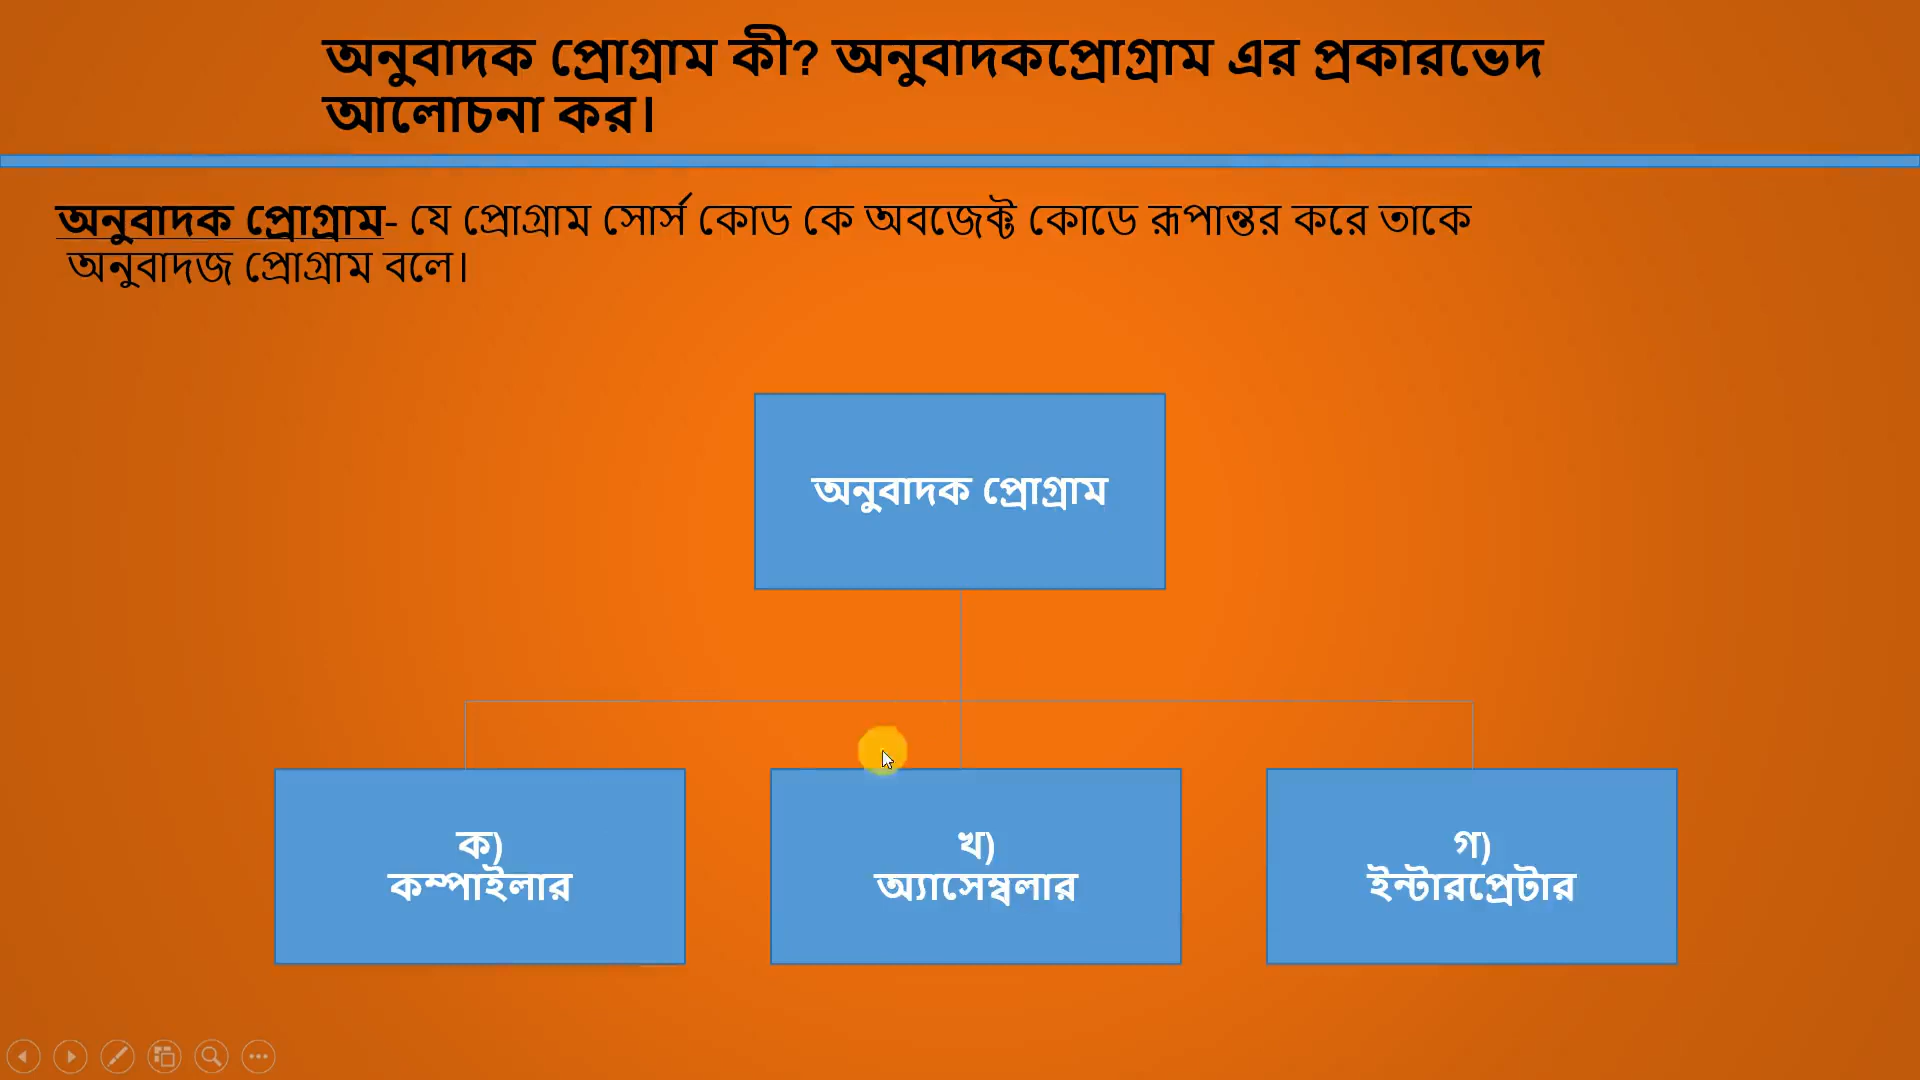 অনুবাদক প্রোগ্রাম কী? অনুবাদকপ্রোগ্রাম এর প্রকারভেদ
আলোচনা কর।
অনুবাদক প্রোগ্রাম- যে প্রোগ্রাম সোর্স কোড কে অবজেক্ট কোডে রূপান্তর করে তাকে
অনুবাদজ প্রোগ্রাম বলে।
অনুবাদক প্রোগ্রাম
ক)
কম্পাইলার
খ)
অ্যাসেম্বলার
গ)
ইন্টারপ্রেটার